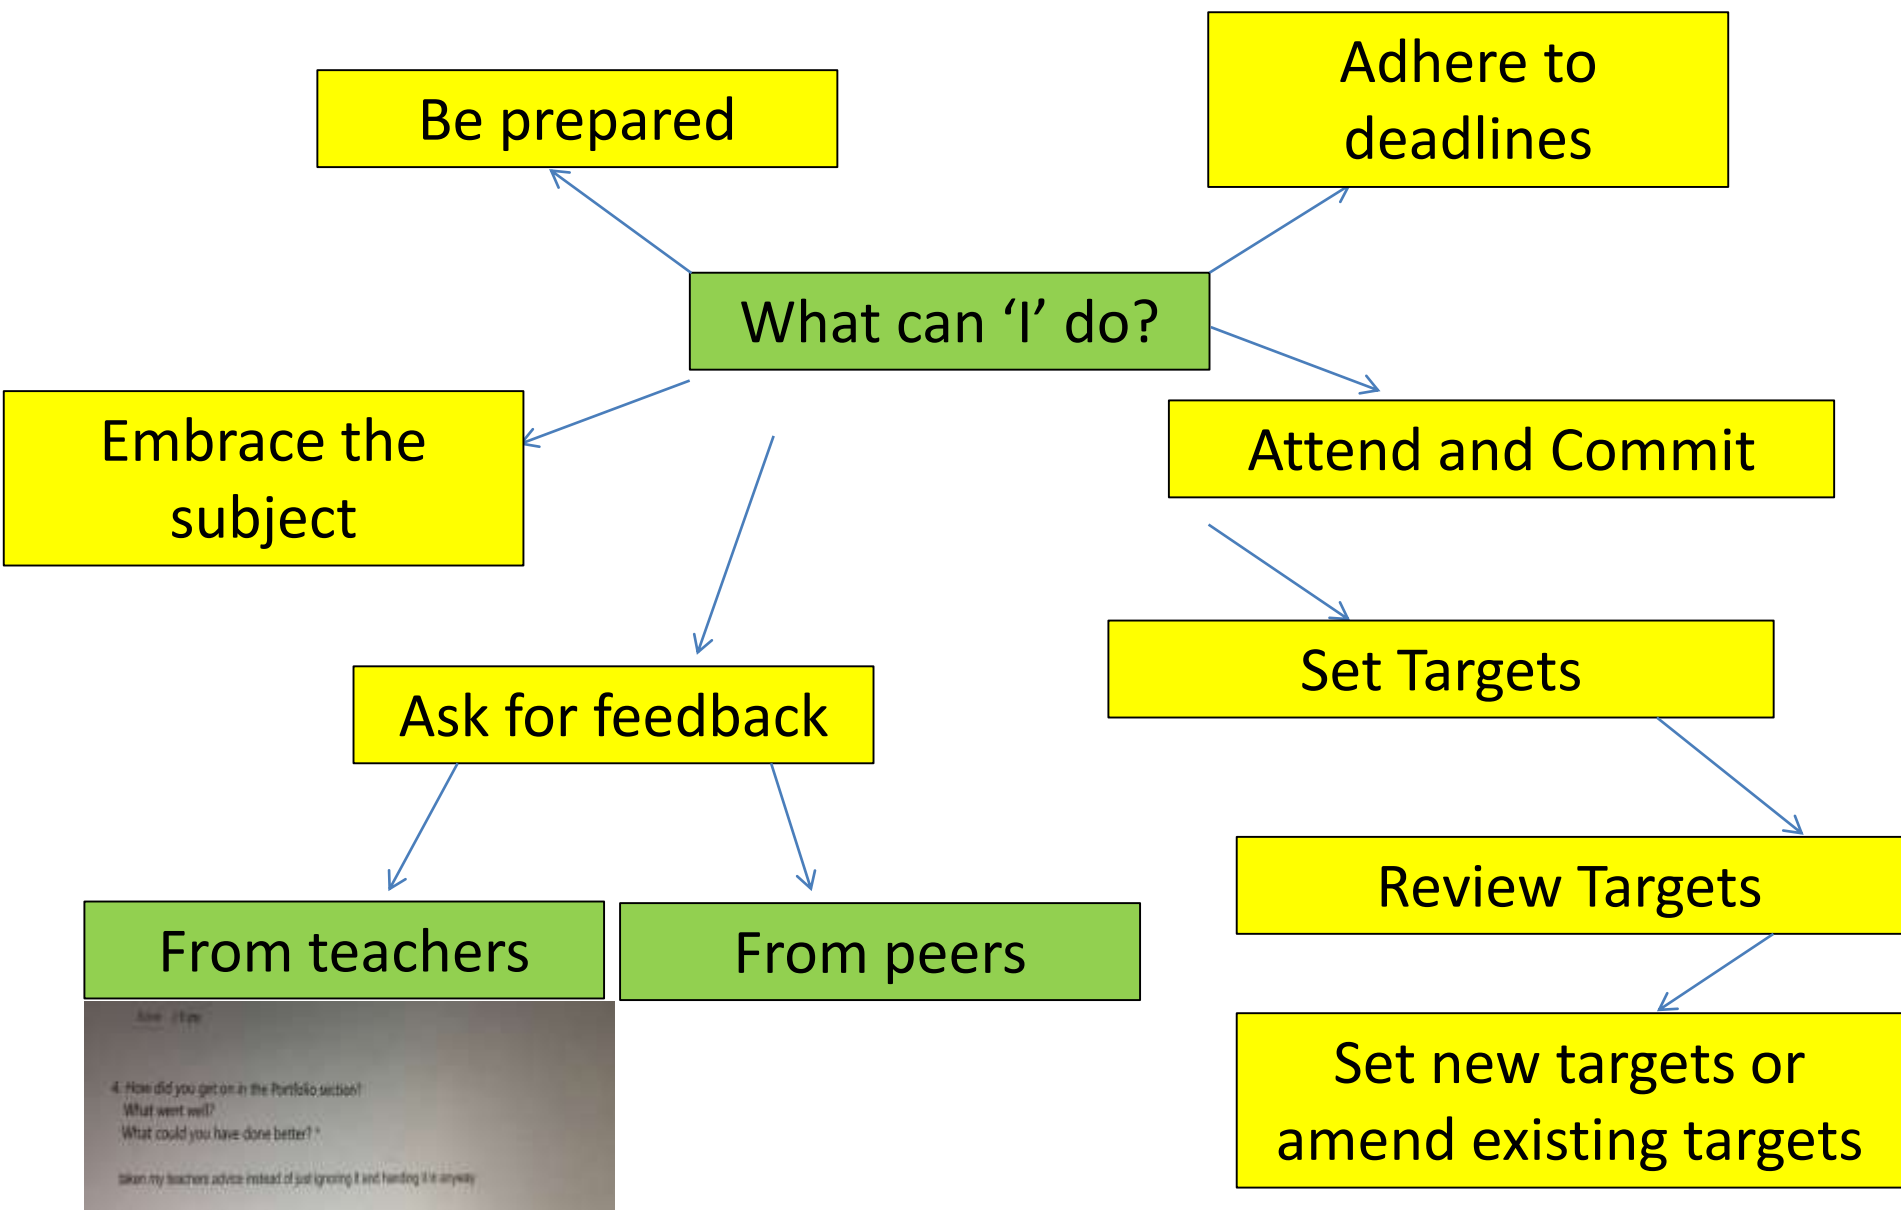 Be prepared
Adhere to
deadlines
What can ‘I’ do?
Embrace the
subject
Attend and Commit
Ask for feedback
Set Targets
Review Targets
From teachers
From peers
Set new targets or
amend existing targets
4. How did you get on in the Portfolio section?
What went well?
What could you have done better? *
taken my teachers advice instead of just ignoring it and handing it in anyway